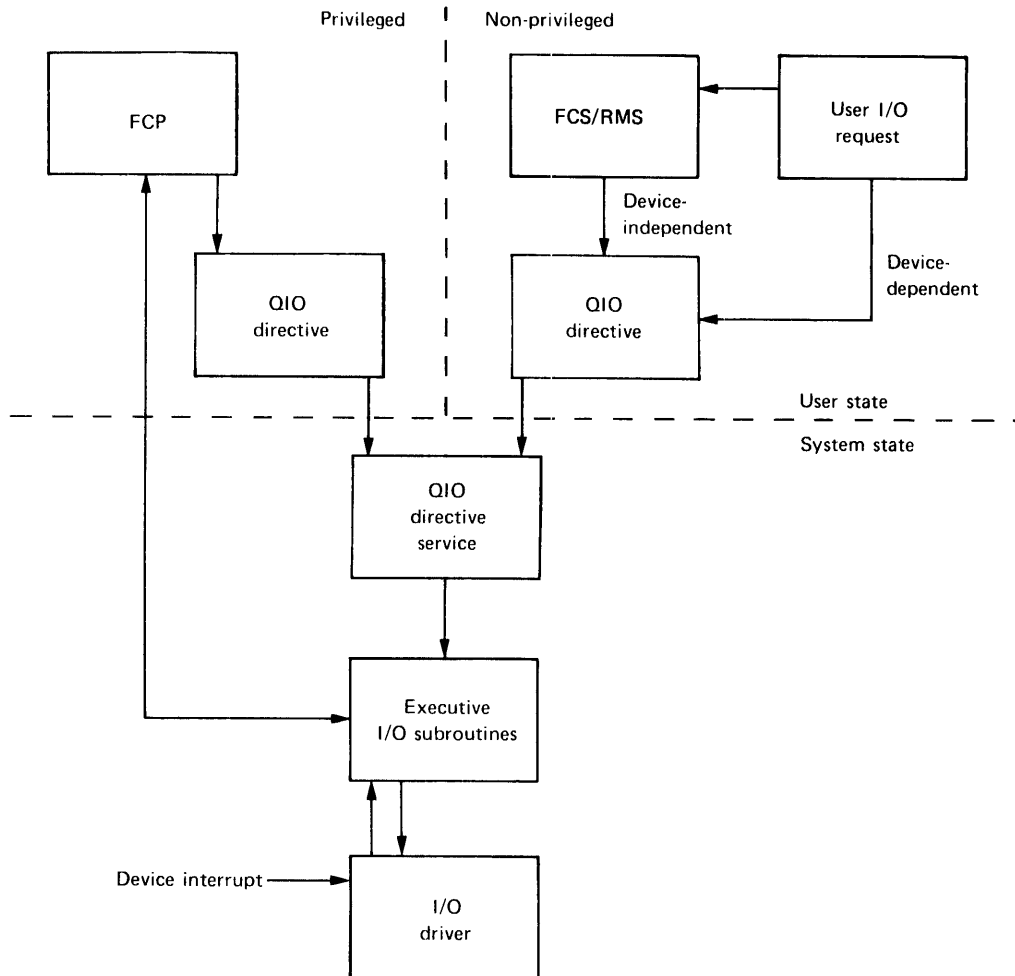 Privileged
Non-privileged
FCP
FCS/RMS
User I/O
request
Device-
independent
Device-
dependent
QIO
directive
QIO
directive
User state
System state
QIO
directive
service
Executive
I/O subroutines
Device interrupt
I/O
driver